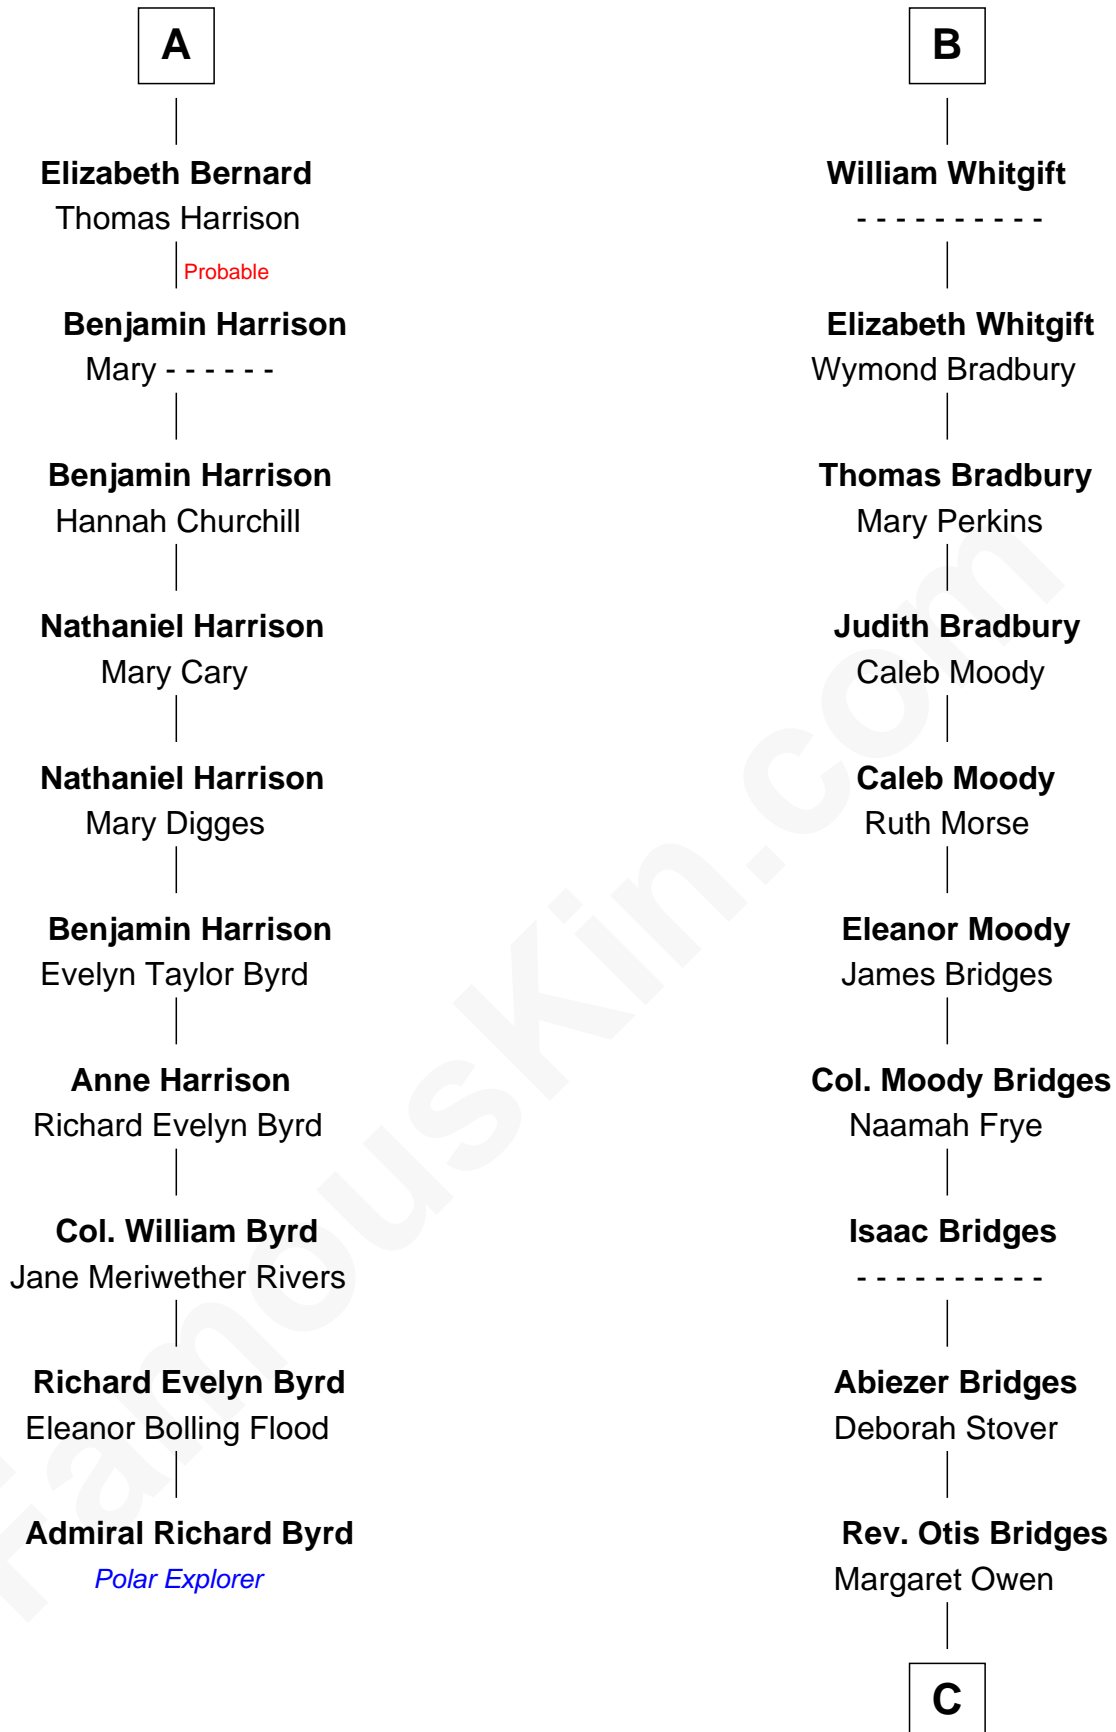 A
Elizabeth Bernard
Thomas Harrison
Probable
Benjamin Harrison
Mary - - - - - -
Benjamin Harrison
Hannah Churchill
Nathaniel Harrison
Mary Cary
Nathaniel Harrison
Mary Digges
Benjamin Harrison
Evelyn Taylor Byrd
Anne Harrison
Richard Evelyn Byrd
Col. William Byrd
Jane Meriwether Rivers
Richard Evelyn Byrd
Eleanor Bolling Flood
Admiral Richard Byrd
Polar Explorer
B
William Whitgift
- - - - - - - - - -
Elizabeth Whitgift
Wymond Bradbury
Thomas Bradbury
Mary Perkins
Judith Bradbury
Caleb Moody
Caleb Moody
Ruth Morse
Eleanor Moody
James Bridges
Col. Moody Bridges
Naamah Frye
Isaac Bridges
- - - - - - - - - -
Abiezer Bridges
Deborah Stover
Rev. Otis Bridges
Margaret Owen
C
FamousKin.com